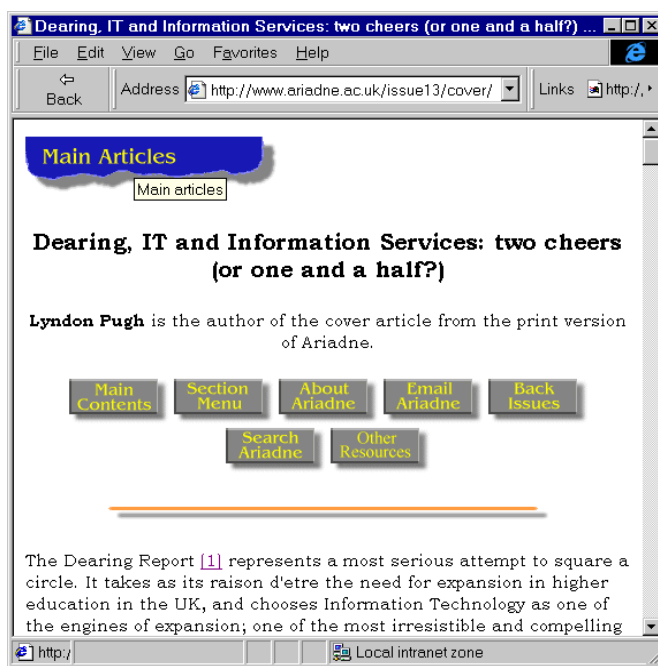 Dearing, IT and Information Services: two cheers (or one and a half?) ...
File Edit View Go Favorites Help
Back
Address http://www.ariadne.ac.uk/issue13/cover/
Links http:/,
Main Articles
Main articles
Dearing, IT and Information Services: two cheers
(or one and a half?)
Lyndon Pugh is the author of the cover article from the print version
of Ariadne.
Main
Contents
Section
Menu
About
Ariadne
Email
Ariadne
Back
Issues
Search
Ariadne
Other
Resources
The Dearing Report [1] represents a most serious attempt to square a
circle. It takes as its raison d'etre the need for expansion in higher
education in the UK, and chooses Information Technology as one of
the engines of expansion; one of the most irresistible and compelling
http:/
Local intranet zone